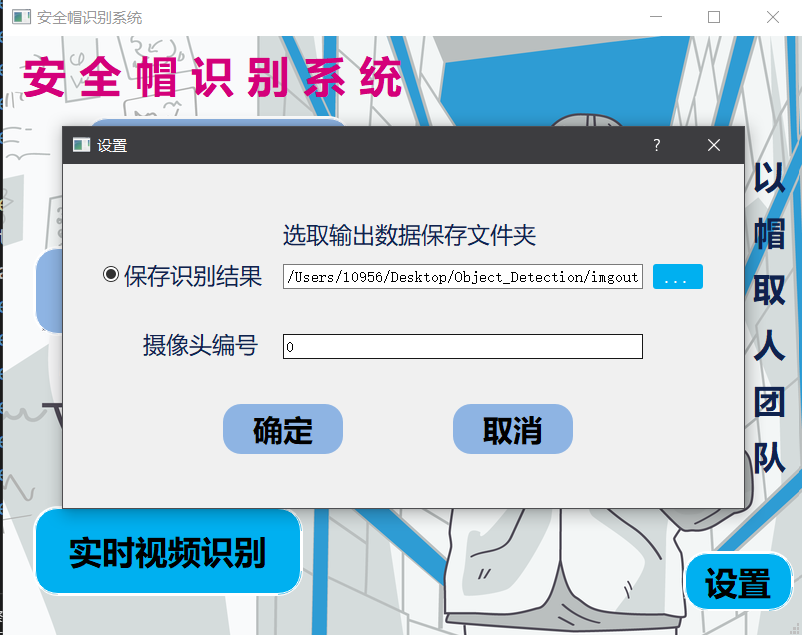 安全帽识别系统
安全帽识别系统
设置
?
选取输出数据保存文件夹
保存识别结果 /Users/10956/Desktop/Object_Detection/imgout ...
摄像头编号 0
确定 取消
以帽取人团队
实时视频识别
设置